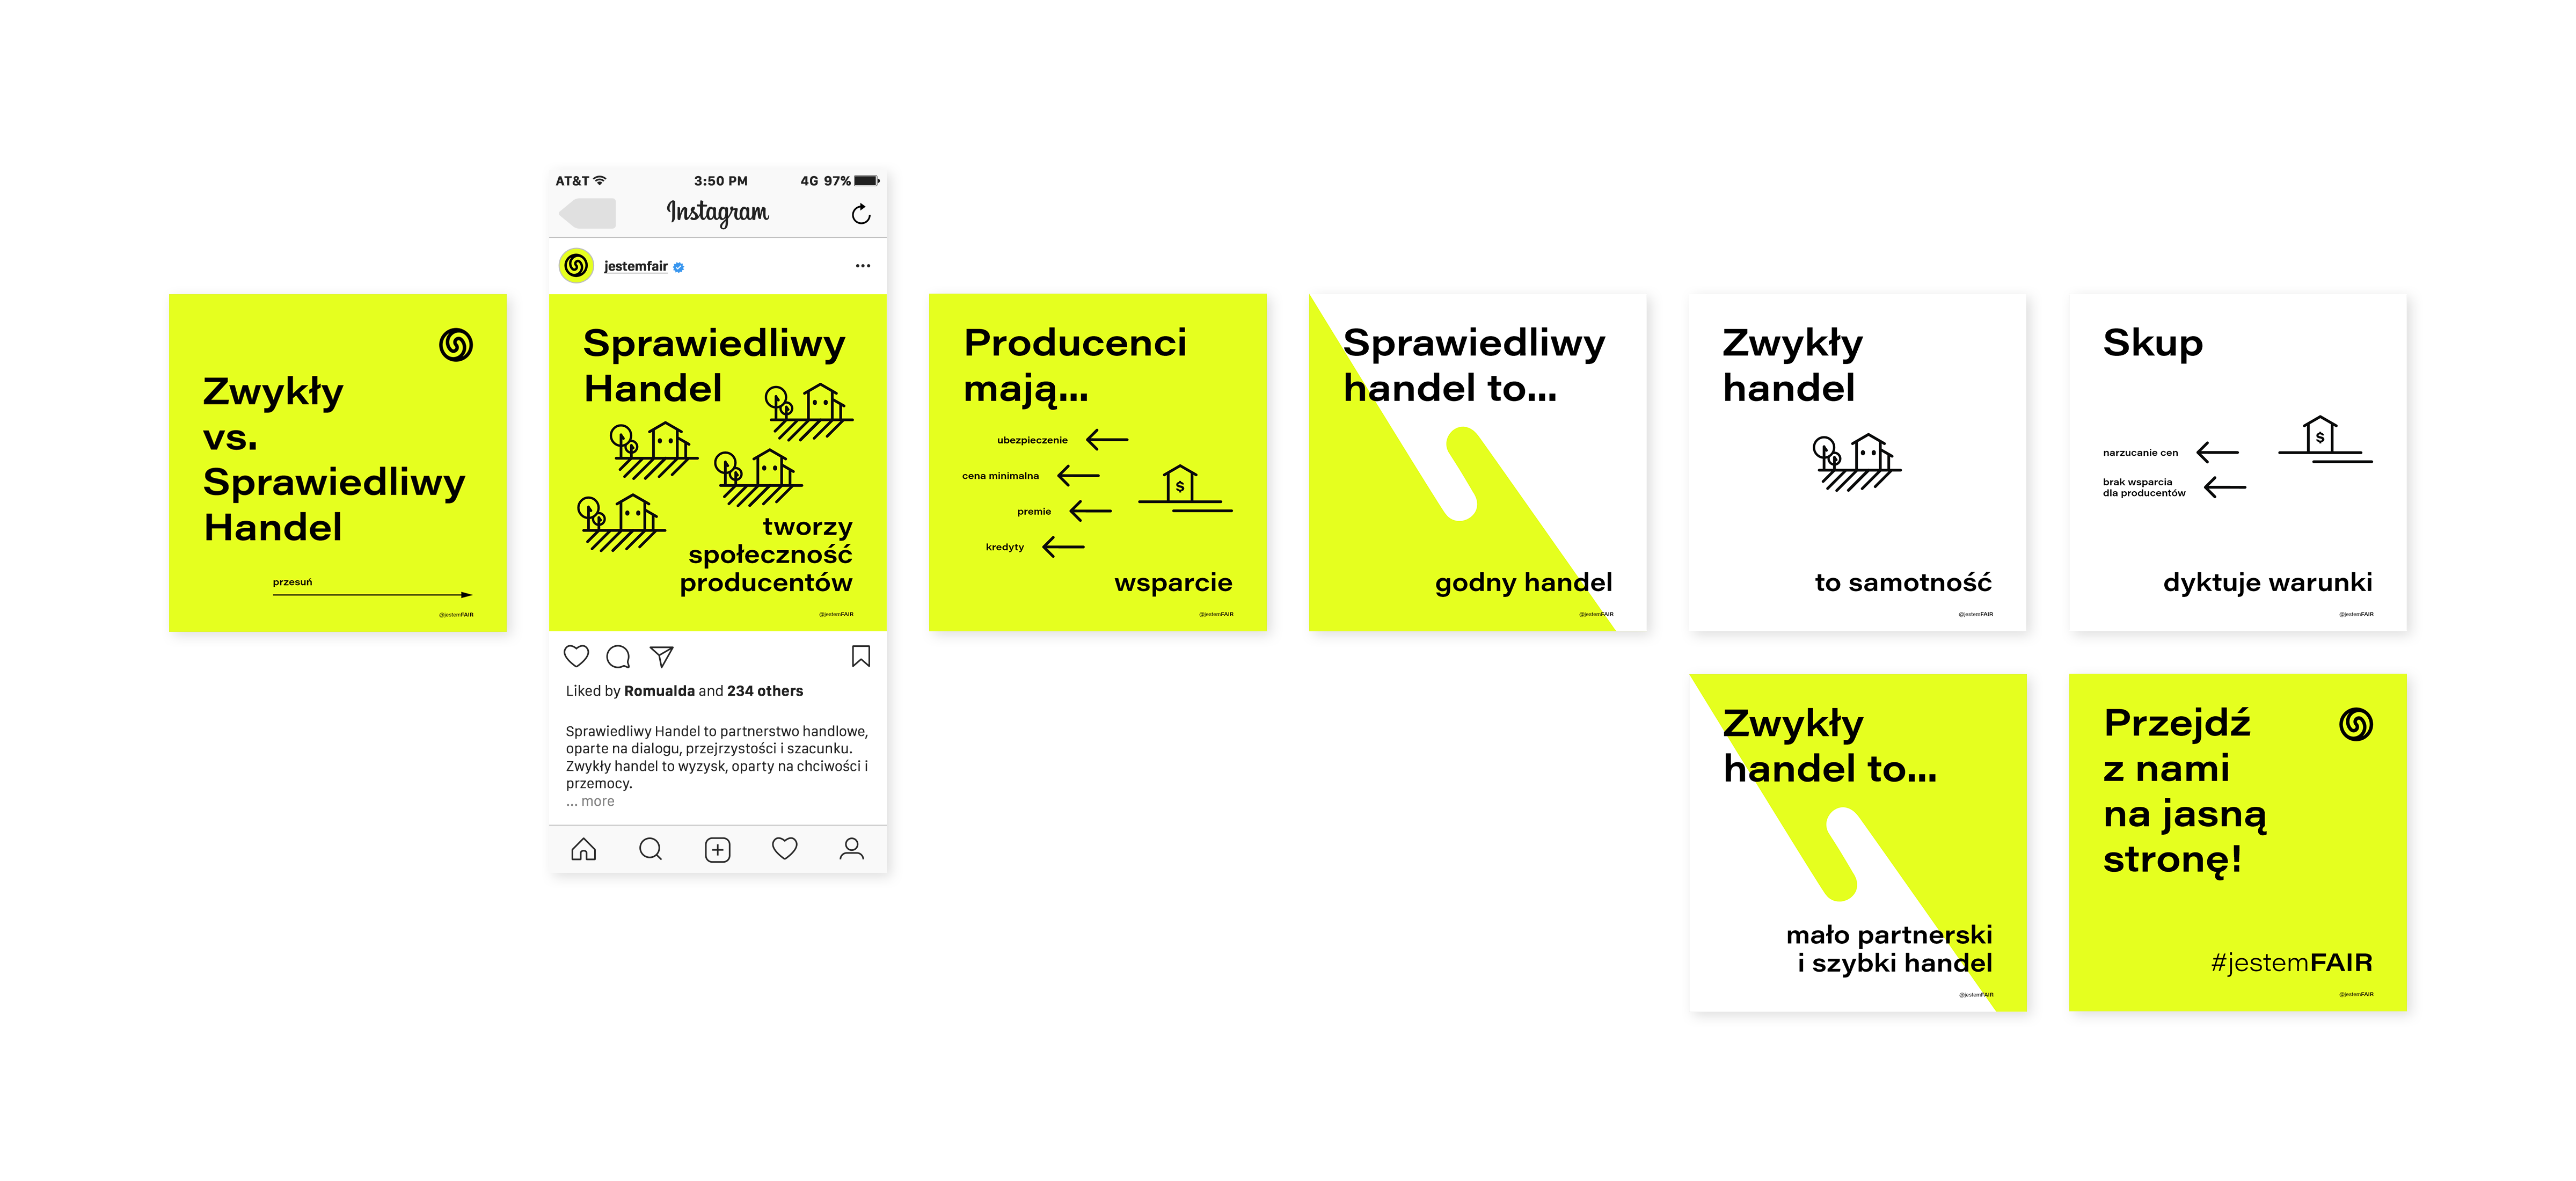 Zwykły
vs.
Sprawiedliwy
Handel
przesuń
@jestemFAIR
AT&T
3:50 PM
4G 97%
Instagram
jestemfair
Sprawiedliwy
Handel
tworzy
społeczność
producentów
@jestemFAIR
Liked by Romualda and 234 others
Sprawiedliwy Handel to partnerstwo handlowe,
oparte na dialogu, przejrzystości i szacunku.
Zwykły handel to wyzysk, oparty na chciwości i
przemocy.
... more
Producenci
mają...
ubezpieczenie
cena minimalna
premie
kredyty
$
wsparcie
@jestemFAIR
Sprawiedliwy
handel to...
godny handel
@jestemFAIR
Zwykły
handel
to samotność
@jestemFAIR
Skup
$
narzucanie cen
brak wsparcia
dla producentów
dyktuje warunki
@jestemFAIR
Zwykły
handel to...
mało partnerski
i szybki handel
@jestemFAIR
Przejdź
z nami
na jasną
stronę!
#jestemFAIR
@jestemFAIR